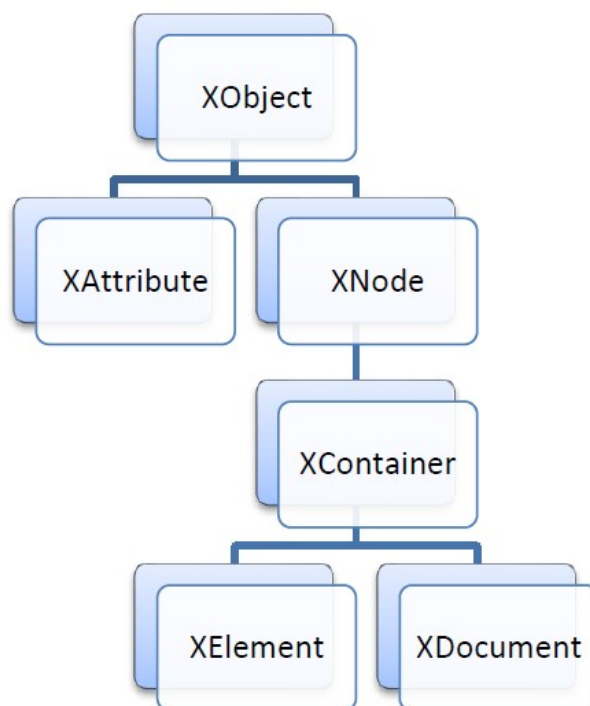 XObject
XAttribute
XNode
XContainer
XElement
XDocument